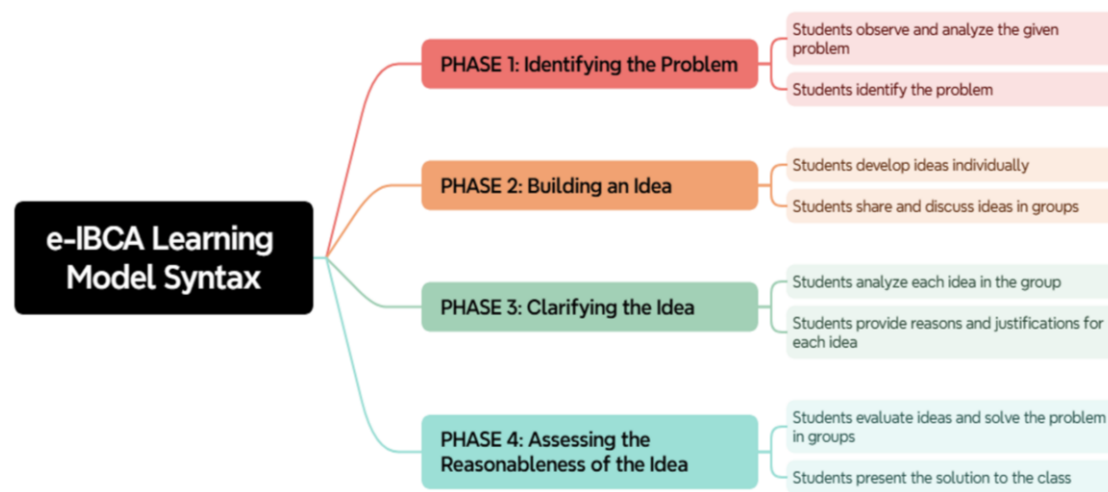 e-IBCA Learning
Model Syntax
PHASE 1: Identifying the Problem
Students observe and analyze the given
problem
Students identify the problem
PHASE 2: Building an Idea
Students develop ideas individually
Students share and discuss ideas in groups
PHASE 3: Clarifying the Idea
Students analyze each idea in the group
Students provide reasons and justifications for
each idea
PHASE 4: Assessing the
Reasonableness of the Idea
Students evaluate ideas and solve the problem
in groups
Students present the solution to the class